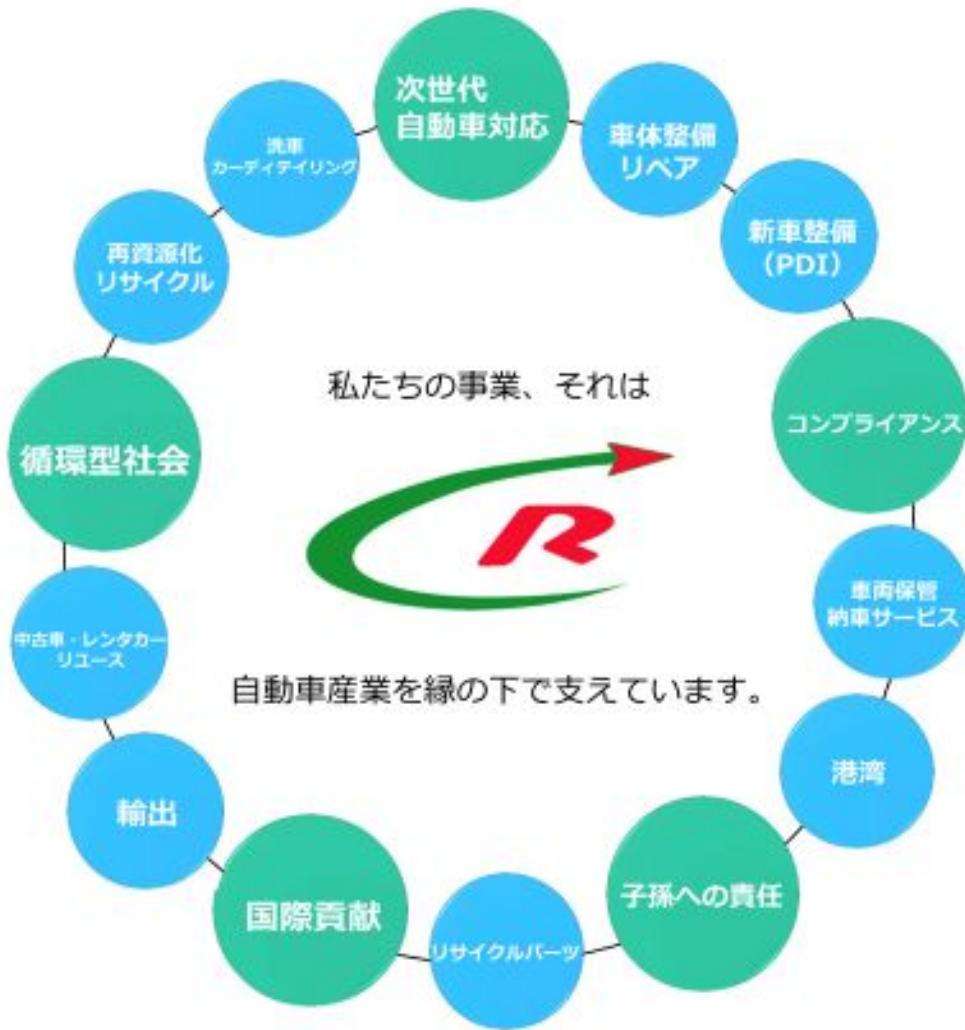 次世代
自動車対応
車体整備
リペア
新車整備
（PDI）
コンプライアンス
車両保管
納車サービス
港湾
子孫への責任
リサイクルパーツ
国際貢献
輸出
中古車・レンタカー
リユース
循環型社会
再資源化
リサイクル
洗車
カーディテイリング
私たちの事業、それは
R
自動車産業を縁の下で支えています。